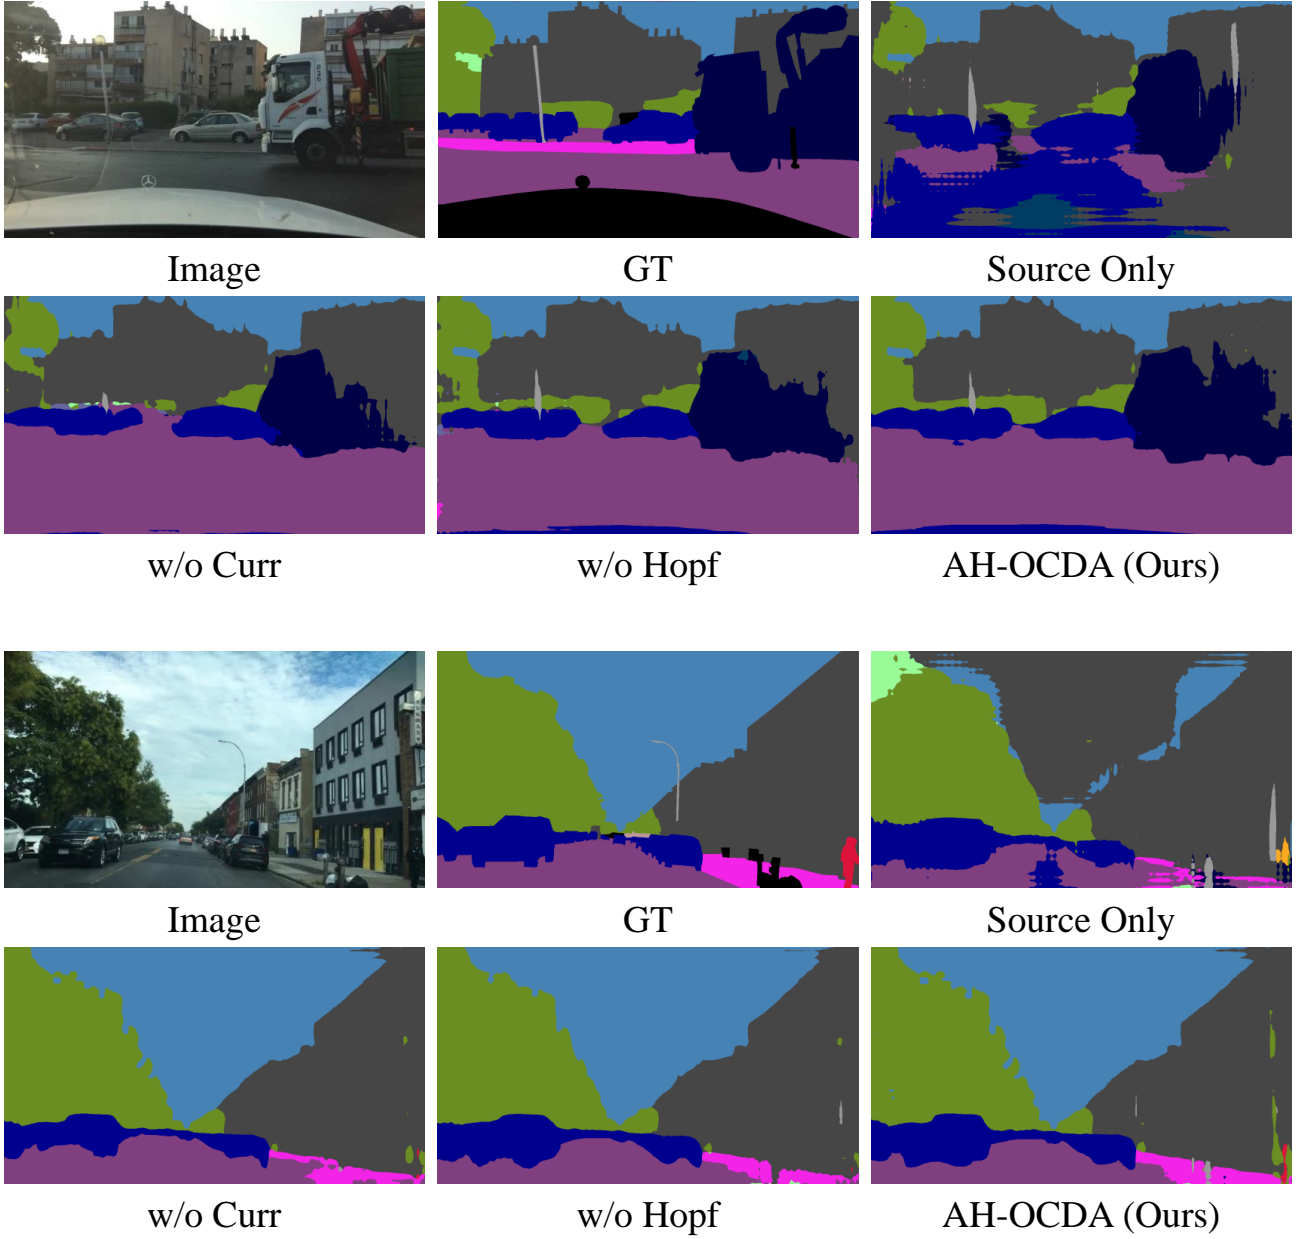 Image
GT
Source Only
w/o Curr
w/o Hopf
AH-OCDA (Ours)
Image
GT
Source Only
w/o Curr
w/o Hopf
AH-OCDA (Ours)